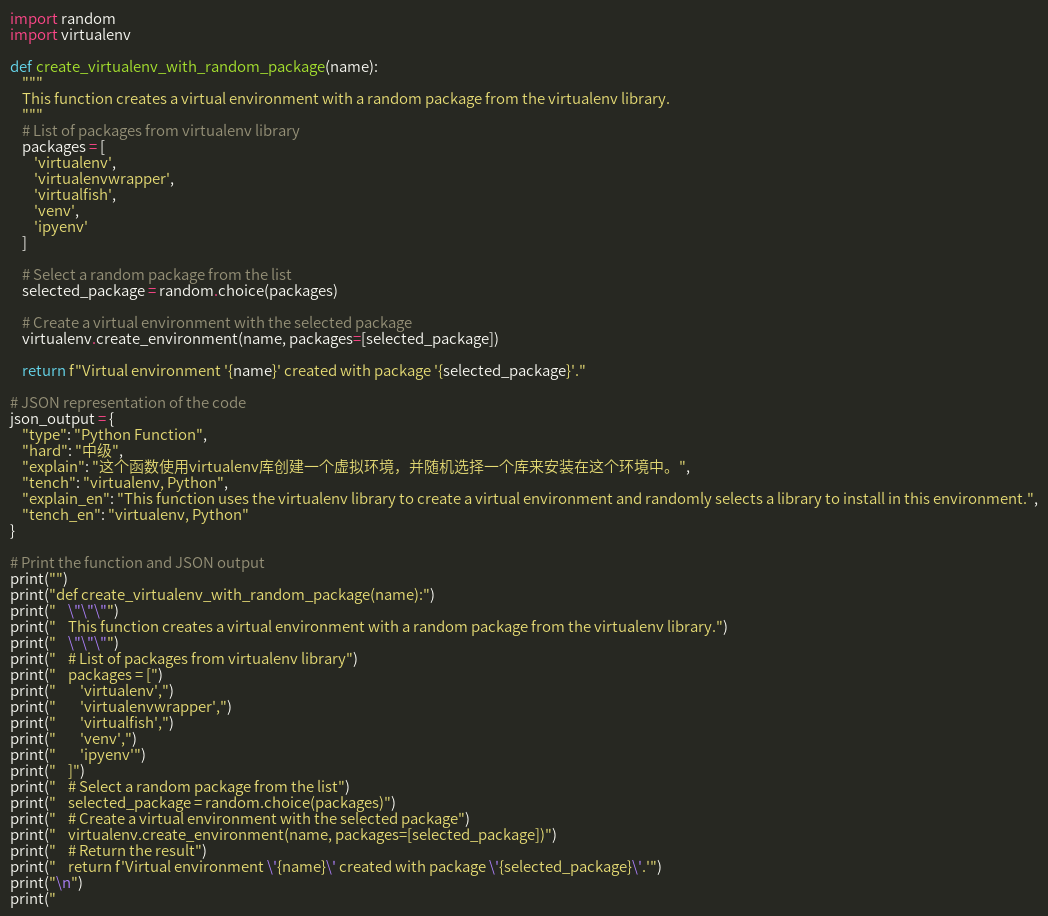 import random
import virtualenv

def create_virtualenv_with_random_package(name):
    """
    This function creates a virtual environment with a random package from the virtualenv library.
    """
    # List of packages from virtualenv library
    packages = [
        'virtualenv',
        'virtualenvwrapper',
        'virtualfish',
        'venv',
        'ipyenv'
    ]

    # Select a random package from the list
    selected_package = random.choice(packages)

    # Create a virtual environment with the selected package
    virtualenv.create_environment(name, packages=[selected_package])

    return f"Virtual environment '{name}' created with package '{selected_package}'."

# JSON representation of the code
json_output = {
    "type": "Python Function",
    "hard": "中级",
    "explain": "这个函数使用virtualenv库创建一个虚拟环境，并随机选择一个库来安装在这个环境中。",
    "tench": "virtualenv, Python",
    "explain_en": "This function uses the virtualenv library to create a virtual environment and randomly selects a library to install in this environment.",
    "tench_en": "virtualenv, Python"
}

# Print the function and JSON output
print("")
print("def create_virtualenv_with_random_package(name):")
print("    \"\"\"")
print("    This function creates a virtual environment with a random package from the virtualenv library.")
print("    \"\"\"")
print("    # List of packages from virtualenv library")
print("    packages = [")
print("        'virtualenv',")
print("        'virtualenvwrapper',")
print("        'virtualfish',")
print("        'venv',")
print("        'ipyenv'")
print("    ]")
print("    # Select a random package from the list")
print("    selected_package = random.choice(packages)")
print("    # Create a virtual environment with the selected package")
print("    virtualenv.create_environment(name, packages=[selected_package])")
print("    # Return the result")
print("    return f'Virtual environment \'{name}\' created with package \'{selected_package}\'.'")
print("\n")
print("